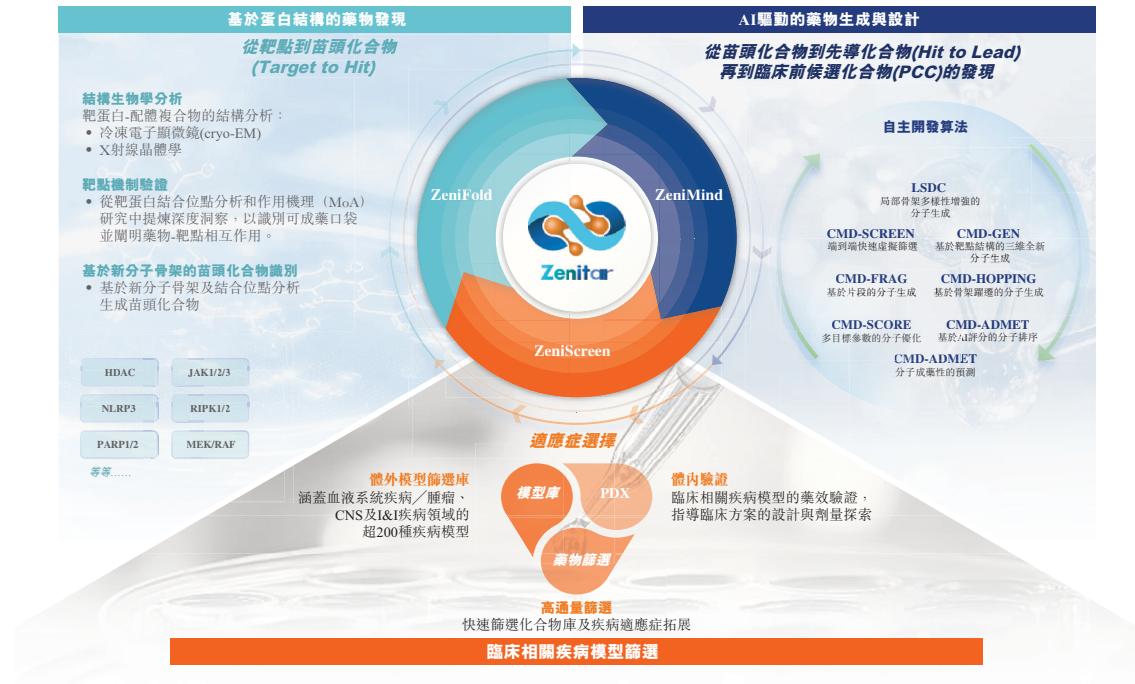 基於蛋白結構的藥物發現
AI驅動的藥物生成與設計
從靶點到苗頭化合物
(Target to Hit)
結構生物學分析
靶蛋白-配體複合物的結構分析：
• 冷凍電子顯微鏡(cryo-EM)
• X射線晶體學
靶點機制驗證
• 從靶蛋白結合位點分析和作用機理（MoA）
研究中提煉深度洞察，以識別可成藥口袋
並闡明藥物-靶點相互作用。
基於新分子骨架的苗頭化合物識別
• 基於新分子骨架及結合位點分析
生成苗頭化合物
HDAC
JAK1/2/3
NLRP3
RIPK1/2
PARP1/2
MEK/RAF
等等……
ZeniFold
ZeniMind
Zenitar
ZeniScreen
從苗頭化合物到先導化合物(Hit to Lead)
再到臨床前候選化合物(PCC)的發現
自主開發算法
LSDC
局部骨架多樣性增強的
分子生成
CMD-SCREEN
端到端快速虛擬篩選
CMD-GEN
基於靶點結構的三維全新
分子生成
CMD-FRAG
基於片段的分子生成
CMD-HOPPING
基於骨架躍遷的分子生成
CMD-SCORE
多目標參數的分子優化
CMD-ADMET
基於AI評分的分子排序
CMD-ADMET
分子成藥性的預測
適應症選擇
體外模型篩選庫
涵蓋血液系統疾病／腫瘤、
CNS及I&I疾病領域的
超200種疾病模型
模型庫
PDX
藥物篩選
體內驗證
臨床相關疾病模型的藥效驗證，
指導臨床方案的設計與劑量探索
高通量篩選
快速篩選化合物庫及疾病適應症拓展
臨床相關疾病模型篩選